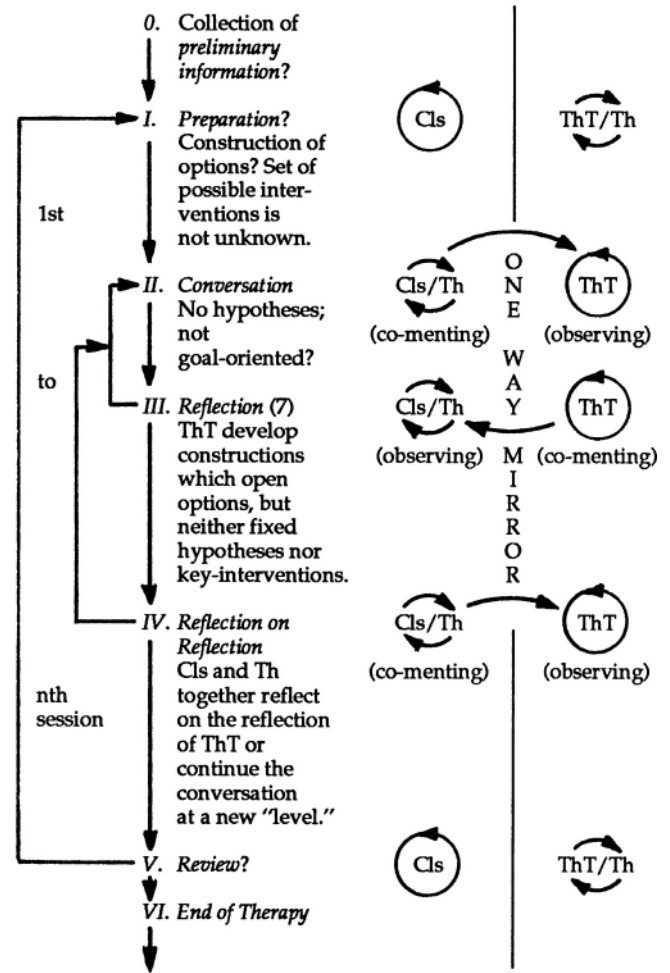 0. Collection of
preliminary
information?
I. Preparation?
Construction of
options? Set of
possible inter-
ventions is
not unknown.
1st
II. Conversation
No hypotheses;
not
goal-oriented?
to
III. Reflection (7)
ThT develop
constructions
which open
options, but
neither fixed
hypotheses nor
key-interventions.
IV. Reflection on
Reflection
Cls and Th
together reflect
on the reflection
of ThT or
continue the
conversation
at a new "level."
nth
session
V. Review?
VI. End of Therapy
Cls
ThT/Th
Cls/Th
(co-menting)
ThT
(observing)
Cls/Th
(observing)
ThT
(co-menting)
ONE
WAY
MIRROR
Cls/Th
(co-menting)
ThT
(observing)
Cls
ThT/Th